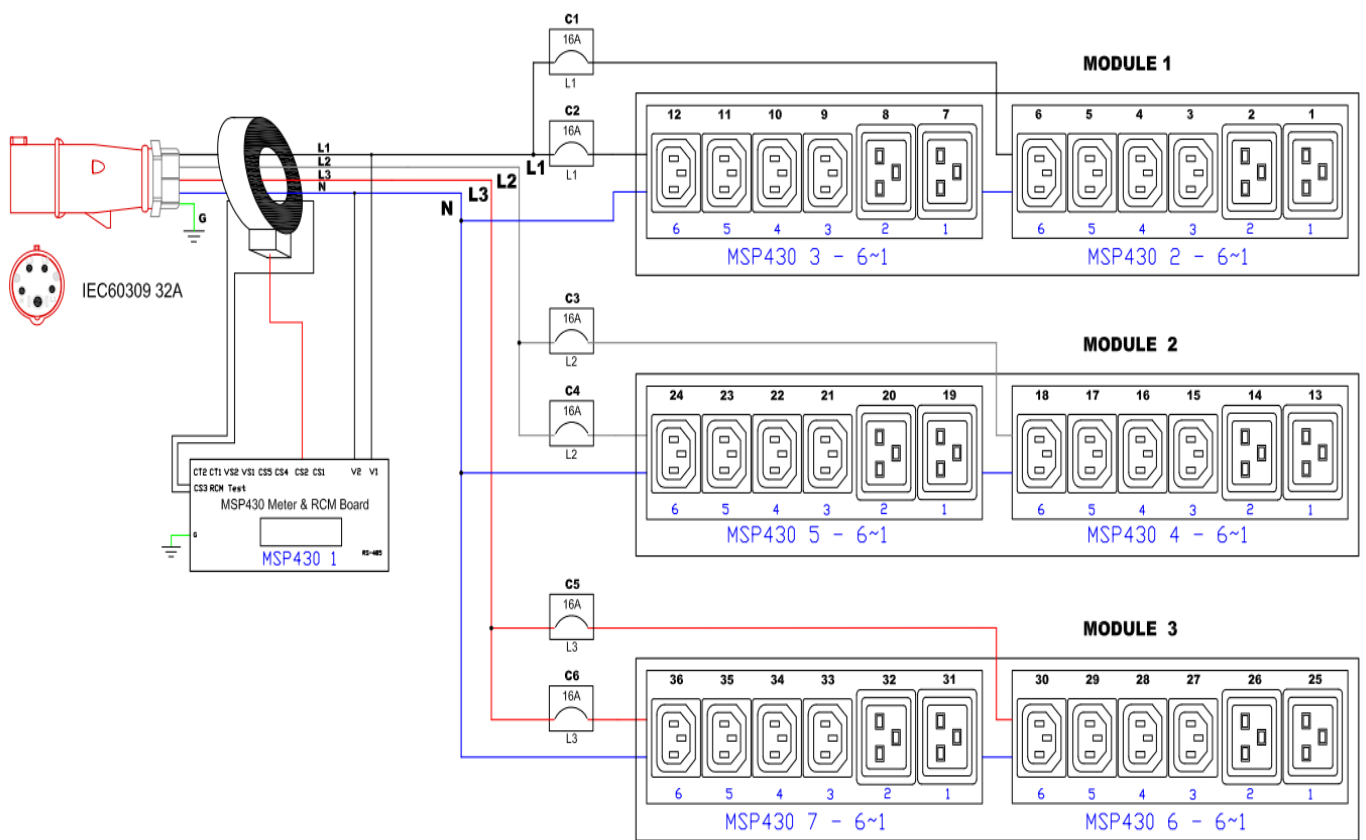 C1
16A
L1
MODULE 1
C2
16A
L1
12 11 10 9 8 7
6 5 4 3 2 1
6 5 4 3 2 1
6 5 4 3 2 1
MSP430 3 - 6~1
MSP430 2 - 6~1
L1
L2
L3
N
L1
L2
L3
N
G
IEC60309 32A
C3
16A
L2
MODULE 2
C4
16A
L2
24 23 22 21 20 19
18 17 16 15 14 13
6 5 4 3 2 1
6 5 4 3 2 1
MSP430 5 - 6~1
MSP430 4 - 6~1
CT2 CT1 VS2 VS1 CS5 CS4 CS2 CS1 V2 V1
CS3 RCM Test
MSP430 Meter & RCM Board
G
MSP430 1
RS-485
C5
16A
L3
MODULE 3
C6
16A
L3
36 35 34 33 32 31
30 29 28 27 26 25
6 5 4 3 2 1
6 5 4 3 2 1
MSP430 7 - 6~1
MSP430 6 - 6~1